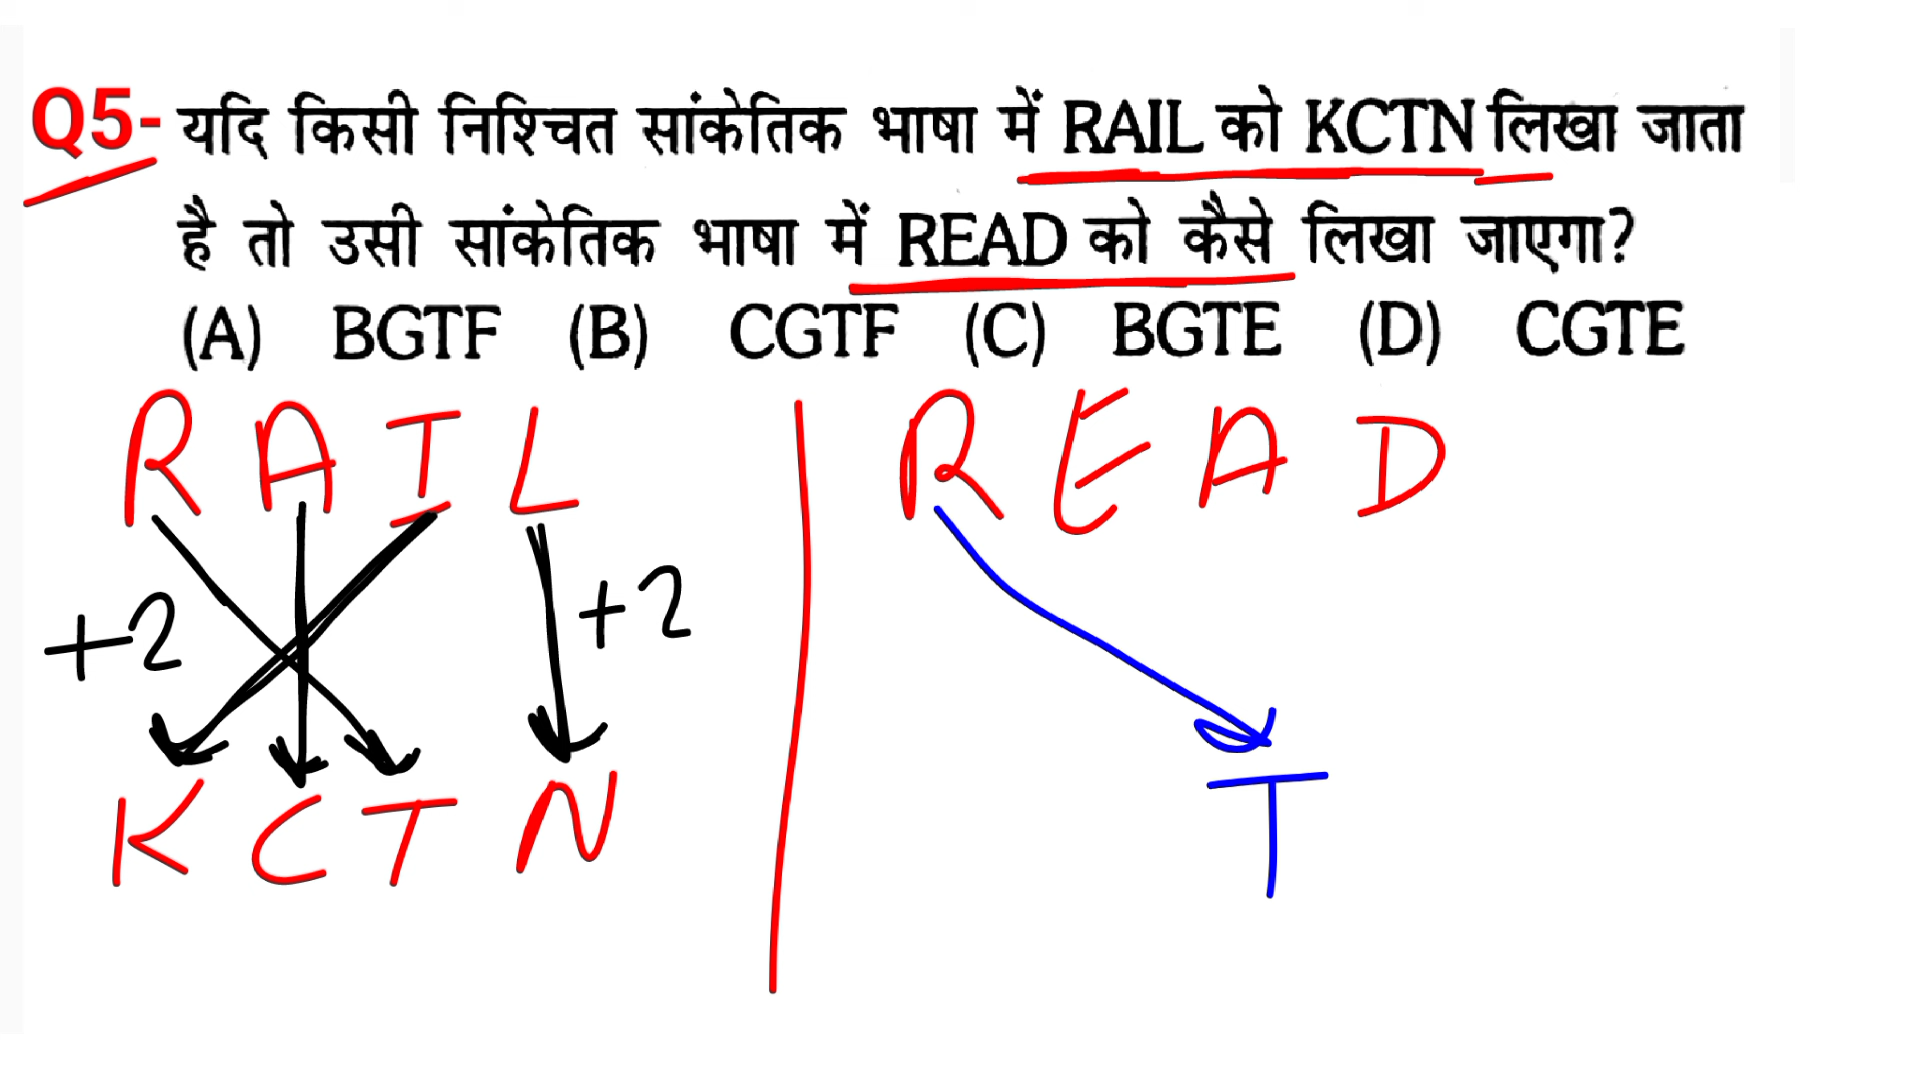 Q5- यदि किसी निश्चित सांकेतिक भाषा में RAIL को KCTN लिखा जाता
है तो उसी सांकेतिक भाषा में READ को कैसे लिखा जाएगा?
(A) BGTF (B) CGTF (C) BGTE (D) CGTE
R A I L R E A D
+2 +2
K C T N T